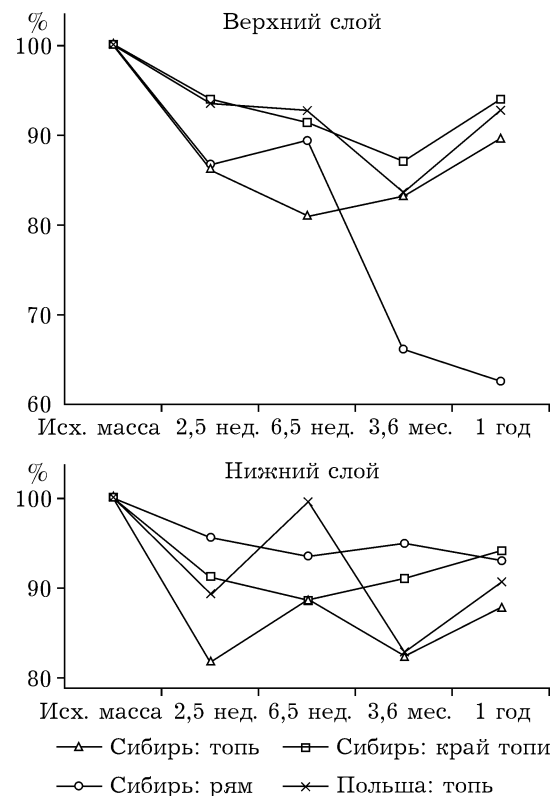 % Верхний слой
100
90
80
70
60
Исх. масса 2,5 нед. 6,5 нед. 3,6 мес. 1 год
% Нижний слой
100
90
80
Исх. масса 2,5 нед. 6,5 нед. 3,6 мес. 1 год
Сибирь: топь Сибирь: край топи
Сибирь: рям Польша: топь